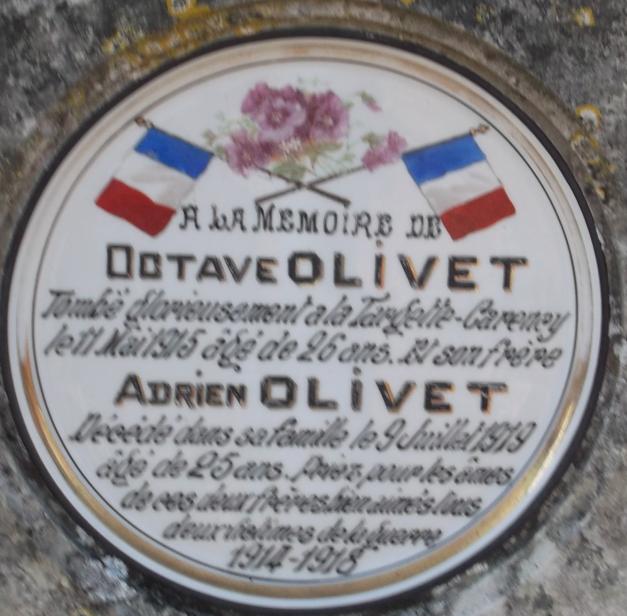 A LA MEMOIRE DE
OCTAVE OLIVET
Tombé glorieusement a la Targette-Carency
le 11 Mai 1915 âgé de 26 ans. Et son frère
ADRIEN OLIVET
Décédé dans sa famille le 9 Juillet 1919
âgé de 25 ans. Priez pour les âmes
de ces deux frères bien aimés tous
deux victimes de la guerre
1914-1918